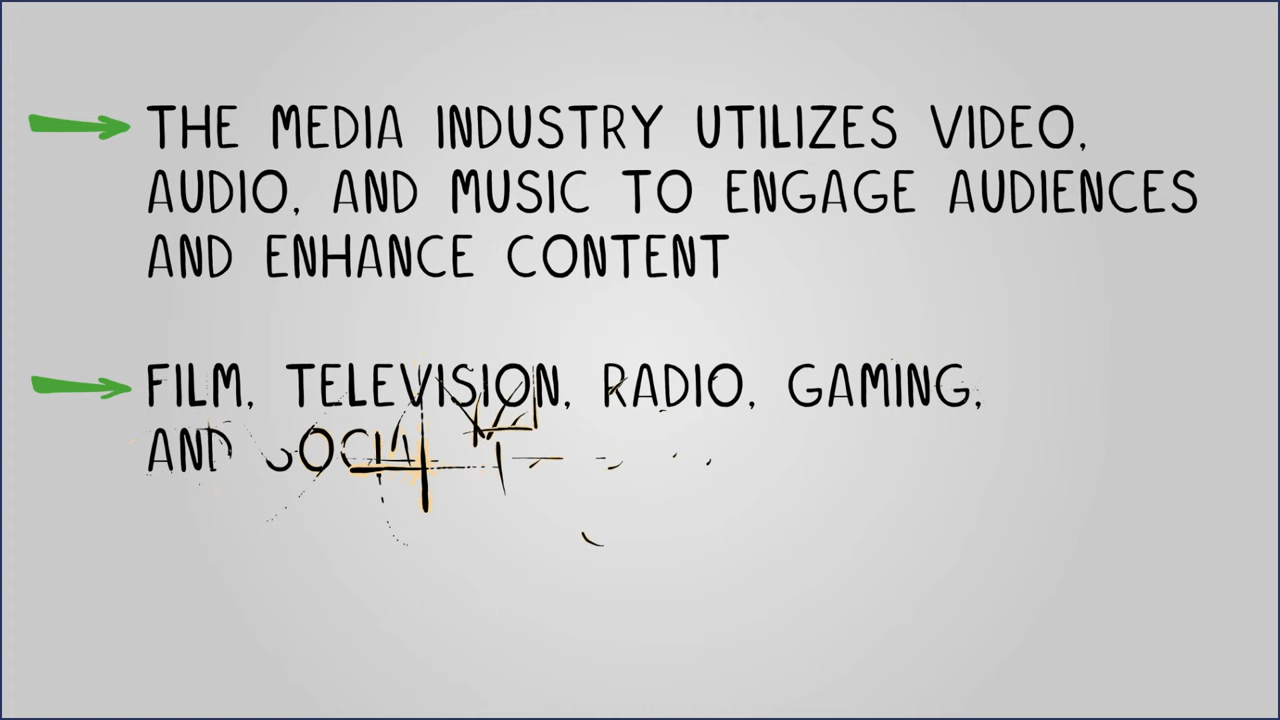 THE MEDIA INDUSTRY UTILIZES VIDEO,
AUDIO, AND MUSIC TO ENGAGE AUDIENCES
AND ENHANCE CONTENT
FILM, TELEVISION, RADIO, GAMING,
AND